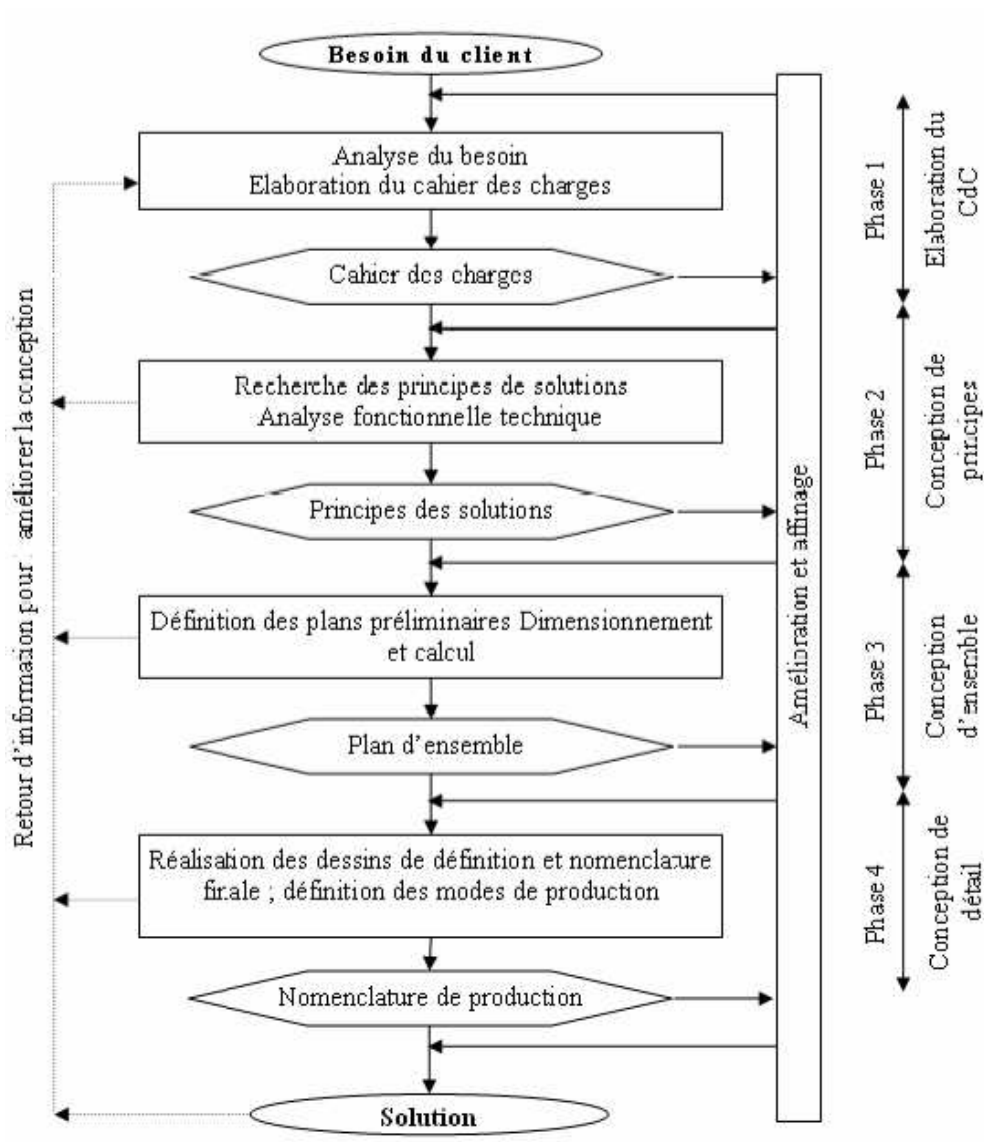 Besoin du client
Analyse du besoin
Elaboration du cahier des charges
Cahier des charges
Recherche des principes de solutions
Analyse fonctionnelle technique
Principes des solutions
Définition des plans préliminaires Dimensionnement
et calcul
Plan d'ensemble
Réalisation des dessins de définition et nomenclature
finale ; définition des modes de production
Nomenclature de production
Solution
Retour d'information pour : améliorer la conception
Amélioration et affinage
Phase 1
Elaboration du
CdC
Phase 2
Conception de
principes
Phase 3
Conception
d'ensemble
Phase 4
Conception de
détail